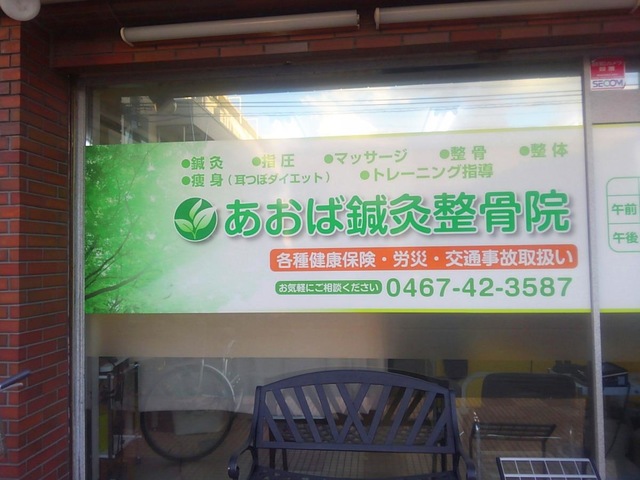 ●鍼灸 ●指圧 ●マッサージ ●整骨 ●整体
●痩身（耳つぼダイエット） ●トレーニング指導
あおば鍼灸整骨院
各種健康保険・労災・交通事故取扱い
お気軽にご相談ください 0467-42-3587
SECOM
午前
午後